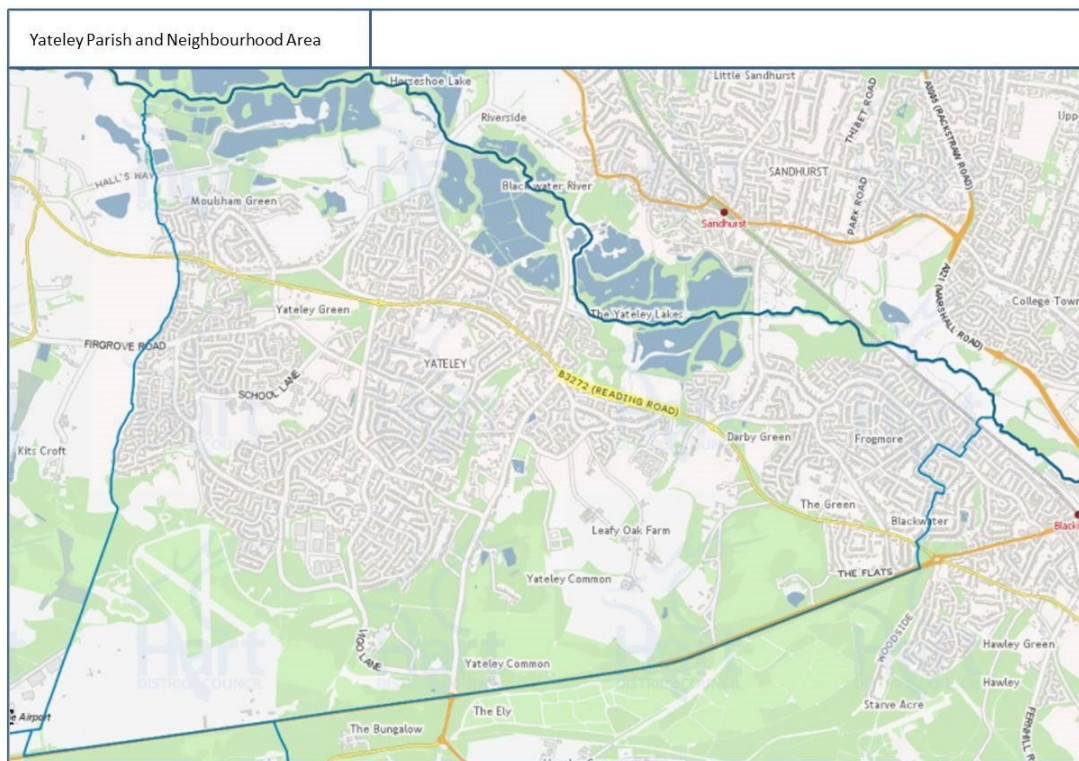 Yateley Parish and Neighbourhood Area
Horseshoe Lake
Little Sandhurst
Riverside
THIBET ROAD
A3095 (RACKSTRAW ROAD)
HALL'S WAY
Blackwater River
SANDHURST
Moulsham Green
PARK ROAD
Sandhurst
A321 (MARSHALL ROAD)
College Town
Yateley Green
The Yateley Lakes
FIRGROVE ROAD
YATELEY
SCHOOL LANE
B3272 (READING ROAD)
Darby Green
Frogmore
Kits Croft
The Green
Blackwater
Leafy Oak Farm
THE FLATS
Yateley Common
WOODSIDE
Hart
DISTRICT COUNCIL
Hawley Green
Yateley Common
Hawley
Starve Acre
The Ely
Airport
The Bungalow
FERNHILL